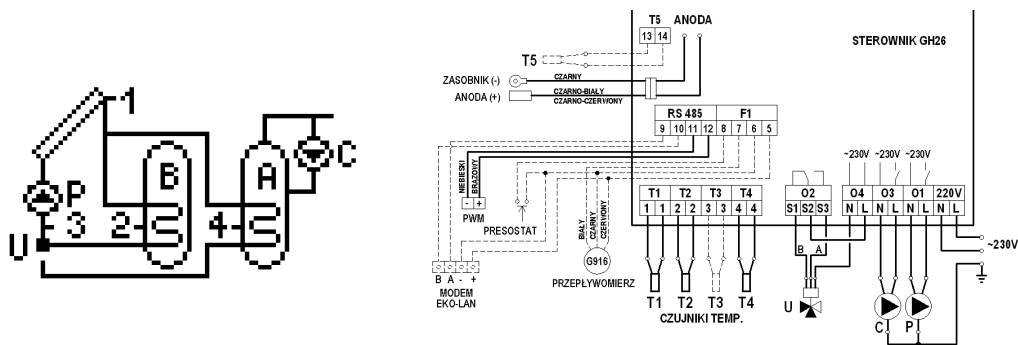 1
B
A
C
P
3
2
4
U
T5 ANODA
13 14
STEROWNIK GH26
T5
ZASOBNIK (-)
CZARNY
ANODA (+)
CZARNO-BIAŁY
CZARNO-CZERWONY
RS 485 F1
9 10 11 12 8 7 6 5
NIEBIESKI
BRĄZOWY
- +
PWM
PRESOSTAT
BIAŁY
CZARNY
CZERWONY
G916
PRZEPŁYWOMIERZ
B A - +
MODEM
EKO-LAN
T1 T2 T3 T4
1 1 2 2 3 3 4 4
T1 T2 T3 T4
CZUJNIKI TEMP.
~230V ~230V ~230V
O2 O4 O3 O1 220V
S1 S2 S3 N L N L N L N L
B A
U
C P
~230V